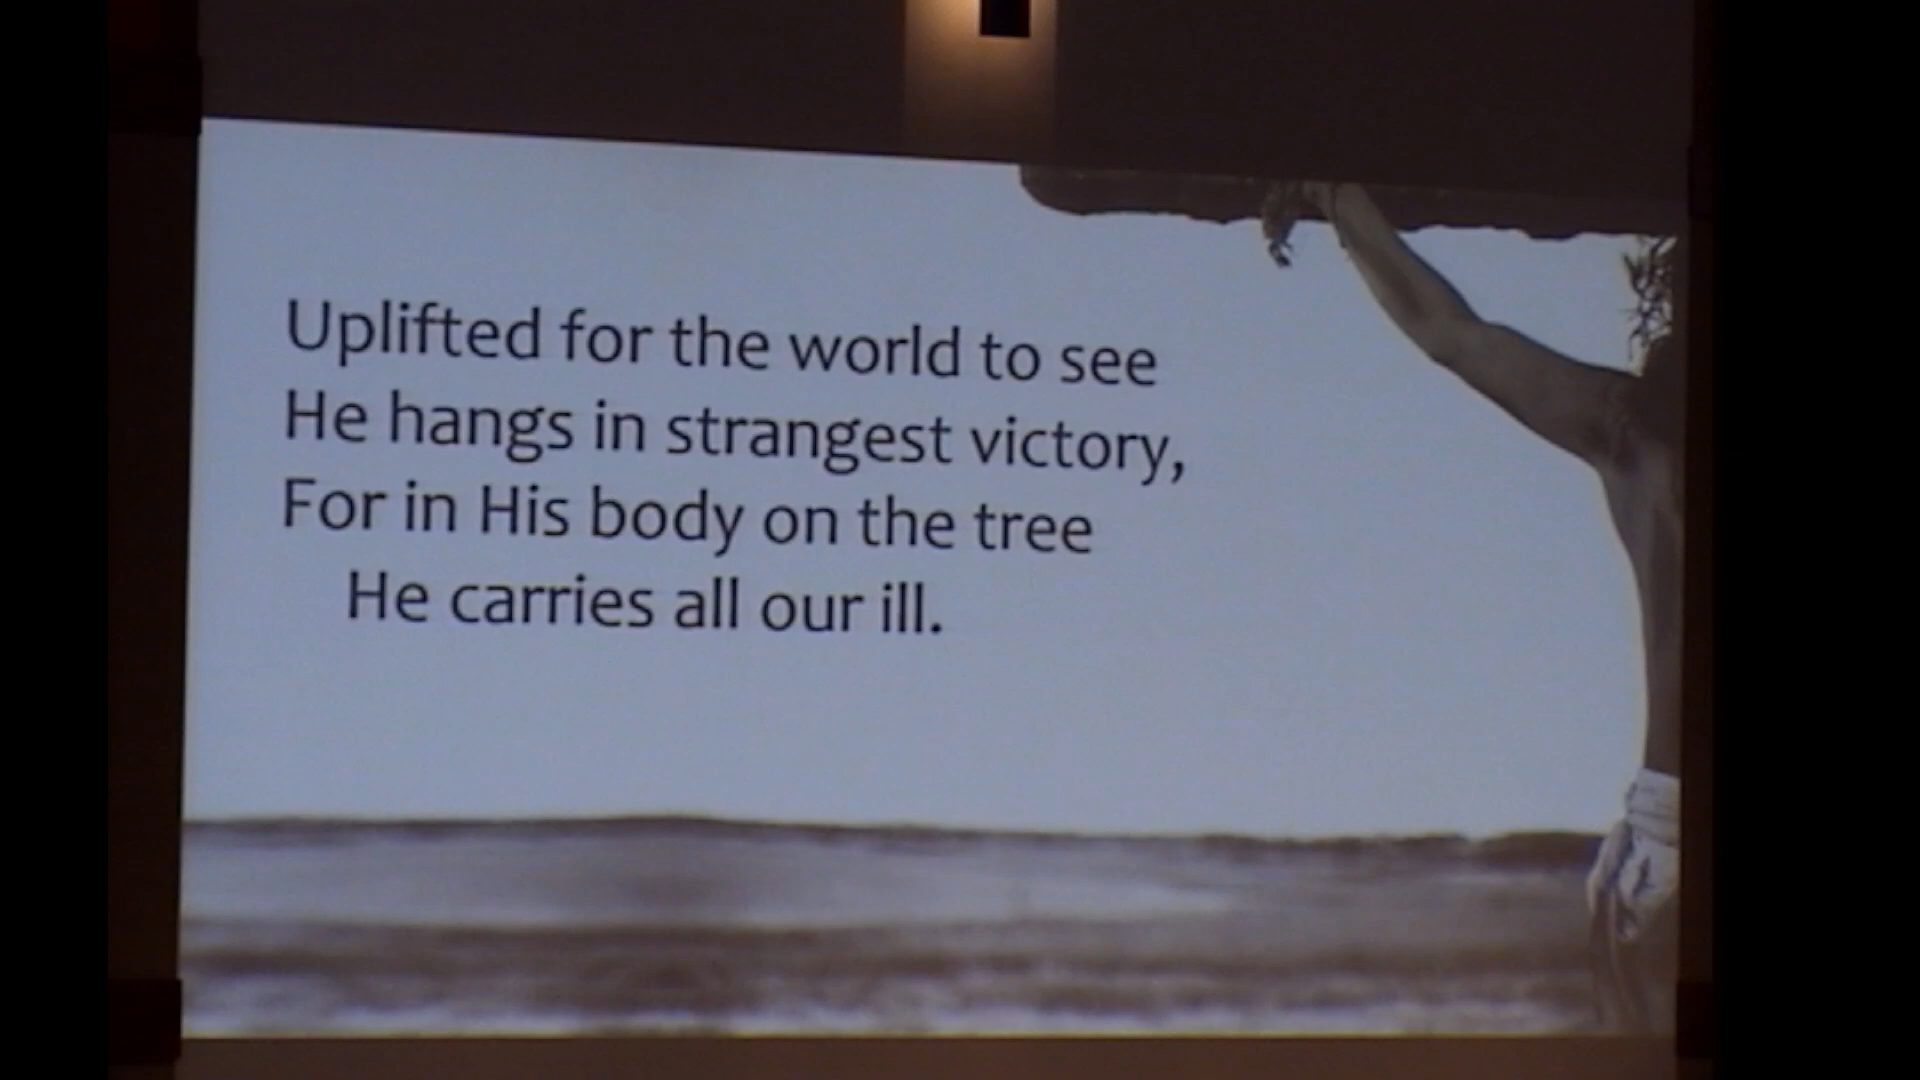 Uplifted for the world to see
He hangs in strangest victory,
For in His body on the tree
He carries all our ill.